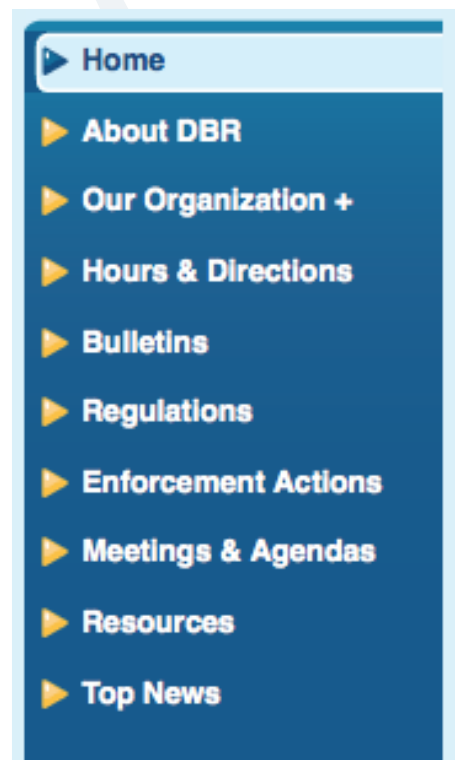 Home
About DBR
Our Organization +
Hours & Directions
Bulletins
Regulations
Enforcement Actions
Meetings & Agendas
Resources
Top News